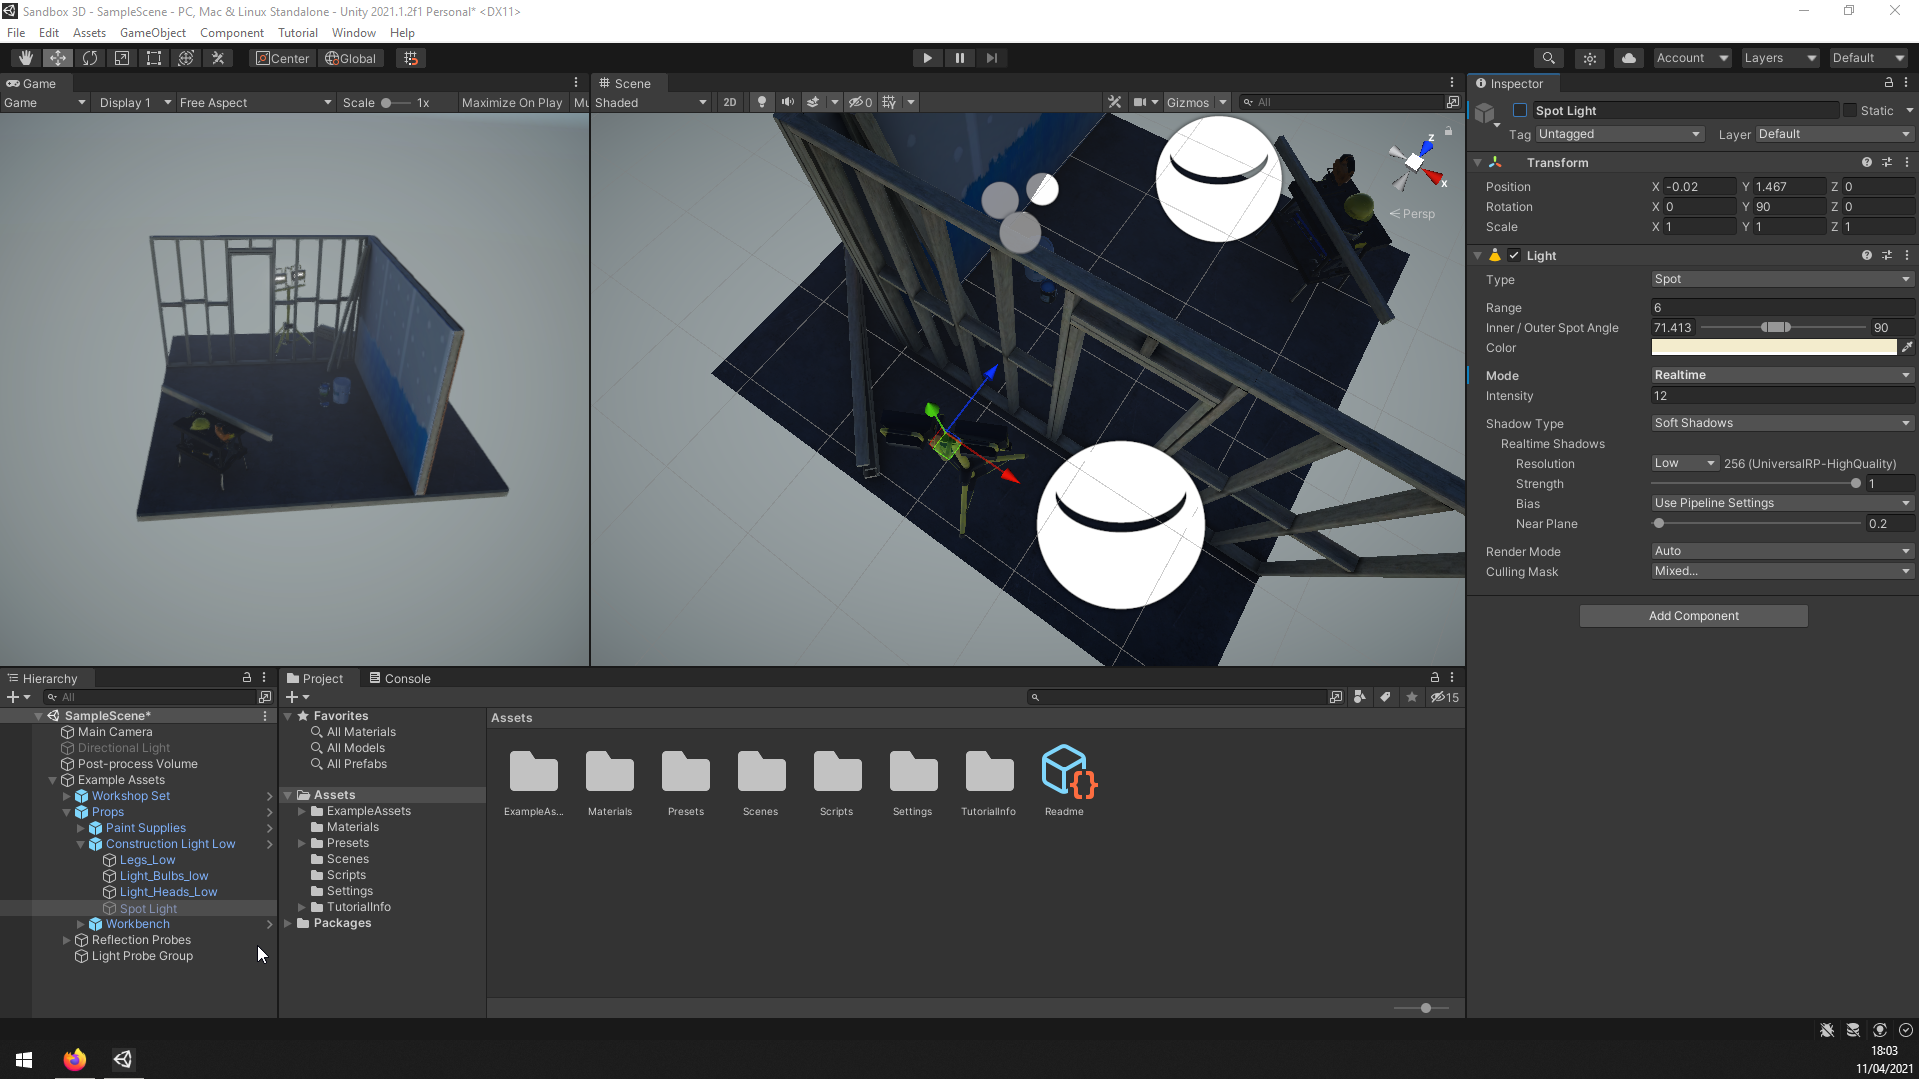 Sandbox 3D - SampleScene - PC, Mac & Linux Standalone - Unity 2021.1.2f1 Personal* <DX11>
File Edit Assets GameObject Component Tutorial Window Help
Center Global Account Layers Default
Game
Game Display 1 Free Aspect Scale 1x Maximize On Play Mu
Scene
Shaded 2D 0 Gizmos All
z
x
Persp
Inspector
Spot Light Static
Tag Untagged Layer Default
Transform
Position X -0.02 Y 1.467 Z 0
Rotation X 0 Y 90 Z 0
Scale X 1 Y 1 Z 1
Light
Type Spot
Range 6
Inner / Outer Spot Angle 71.413 90
Color
Mode Realtime
Intensity 12
Shadow Type Soft Shadows
Realtime Shadows
Resolution Low 256 (UniversalRP-HighQuality)
Strength 1
Bias Use Pipeline Settings
Near Plane 0.2
Render Mode Auto
Culling Mask Mixed...
Add Component
Hierarchy
All
SampleScene*
Main Camera
Directional Light
Post-process Volume
Example Assets
Workshop Set
Props
Paint Supplies
Construction Light Low
Legs_Low
Light_Bulbs_low
Light_Heads_Low
Spot Light
Workbench
Reflection Probes
Light Probe Group
Project Console
15
Favorites
All Materials
All Models
All Prefabs
Assets
ExampleAssets
Materials
Presets
Scenes
Scripts
Settings
TutorialInfo
Packages
Assets
ExampleAs... Materials Presets Scenes Scripts Settings TutorialInfo Readme
18:03
11/04/2021